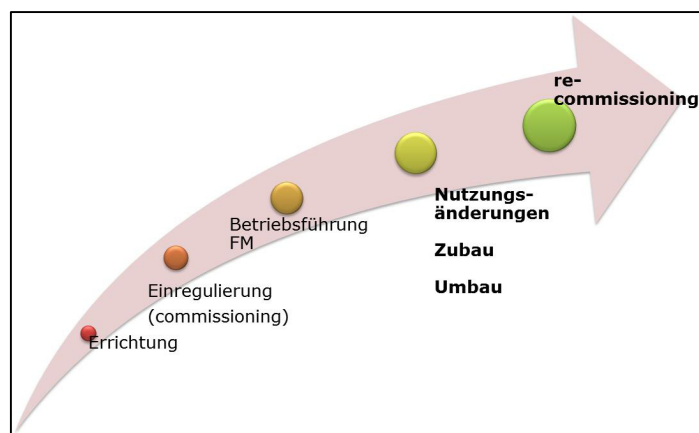 re-
commissioning
Nutzungs-
änderungen
Zubau
Umbau
Betriebsführung
FM
Einregulierung
(commissioning)
Errichtung